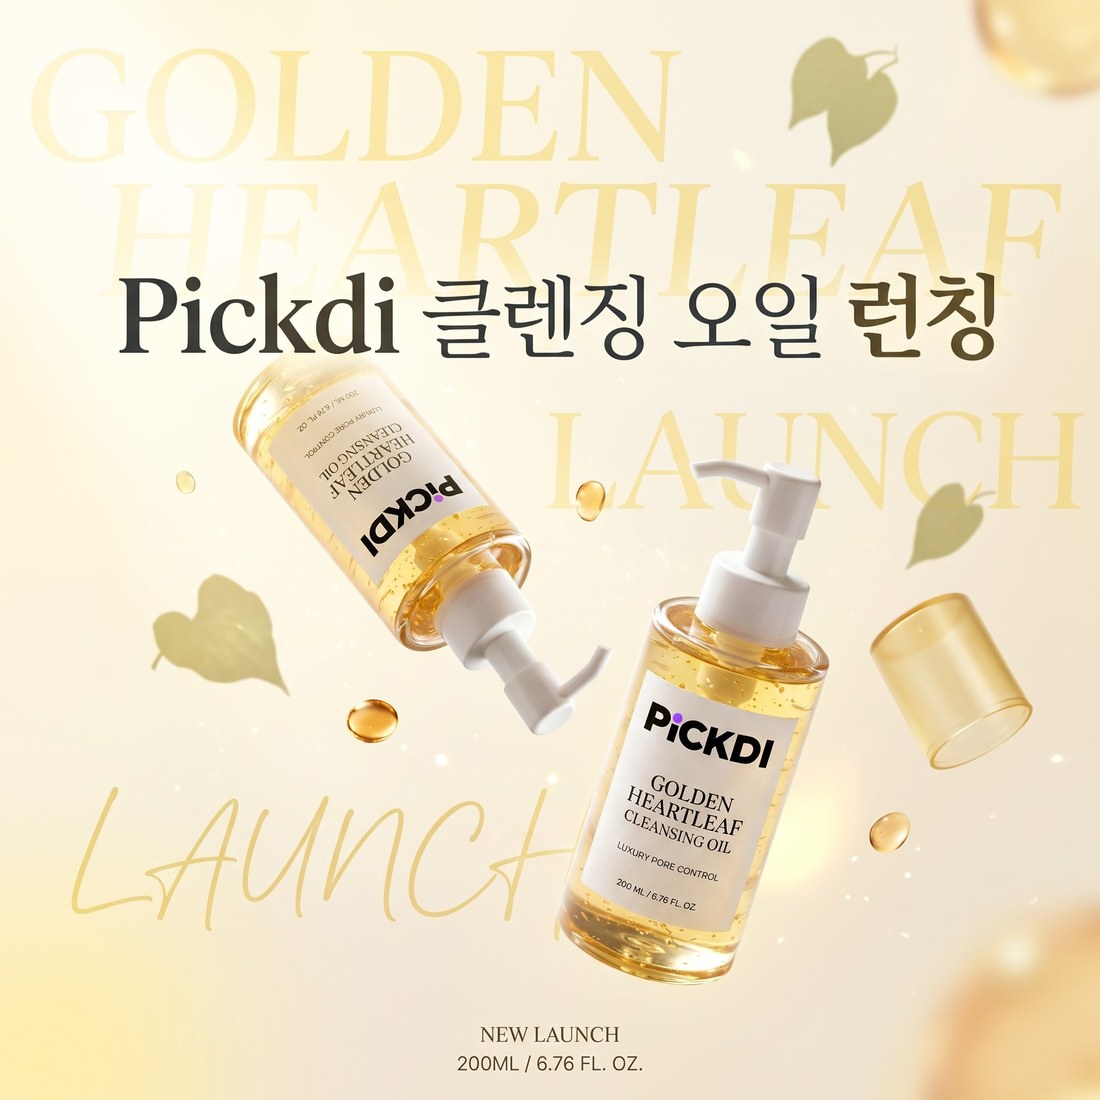 GOLDEN
HEARTLEAF
Pickdi 클렌징 오일 런칭
LAUNCH
PiCKDI
GOLDEN
HEARTLEAF
CLEANSING OIL
LUXURY PORE CONTROL
200 ML / 6.76 FL. OZ
PiCKDI
GOLDEN
HEARTLEAF
CLEANSING OIL
LUXURY PORE CONTROL
200 ML / 6.76 FL. OZ
LAUNCH
NEW LAUNCH
200ML / 6.76 FL. OZ.